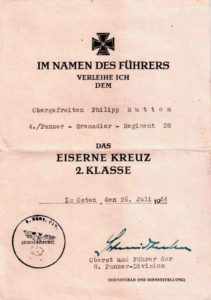 IM NAMEN DES FÜHRERS
VERLEIHE ICH
DEM
Obergefreiten Philipp Button
4./Panzer - Grenadier - Regiment 28
DAS
EISERNE KREUZ
2. KLASSE
Im Osten, den 26. Juli 1944
Oberst und Führer der
8. Panzer-Division
(DIENSTGRAD UND DIENSTSTELLUNG)